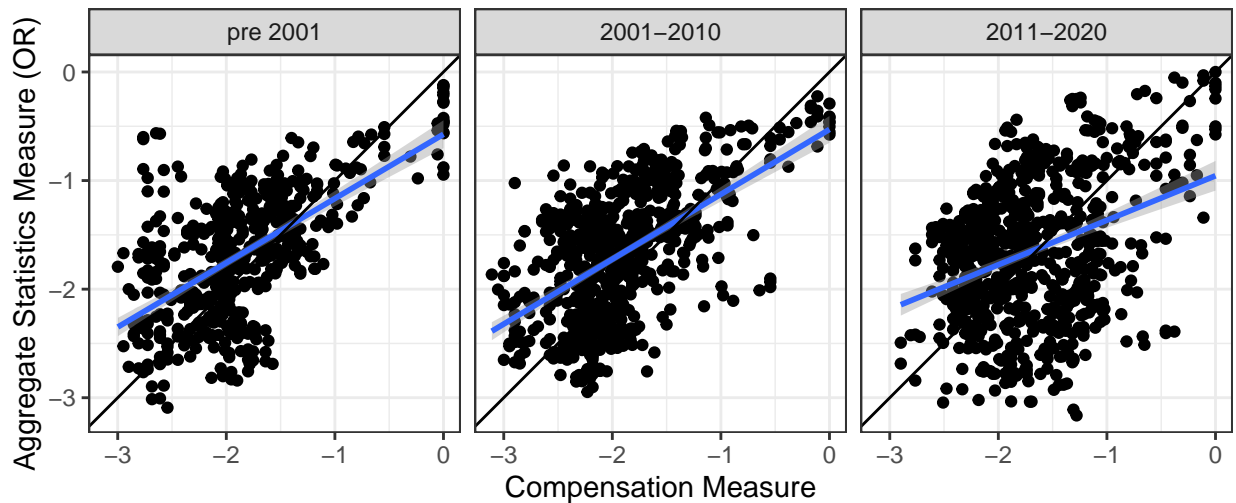 pre 2001
2001−2010
2011−2020
Aggregate Statistics Measure (OR)
0
−1
−2
−3
−3 −2 −1 0
−3 −2 −1 0
−3 −2 −1 0
Compensation Measure